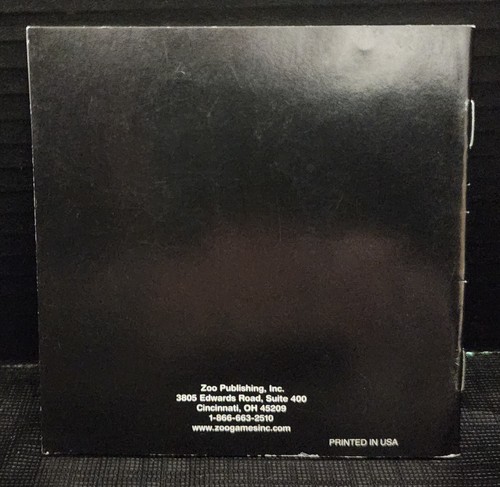 Zoo Publishing, Inc.
3805 Edwards Road, Suite 400
Cincinnati, OH 45209
1-866-663-2510
www.zoogamesinc.com
PRINTED IN USA